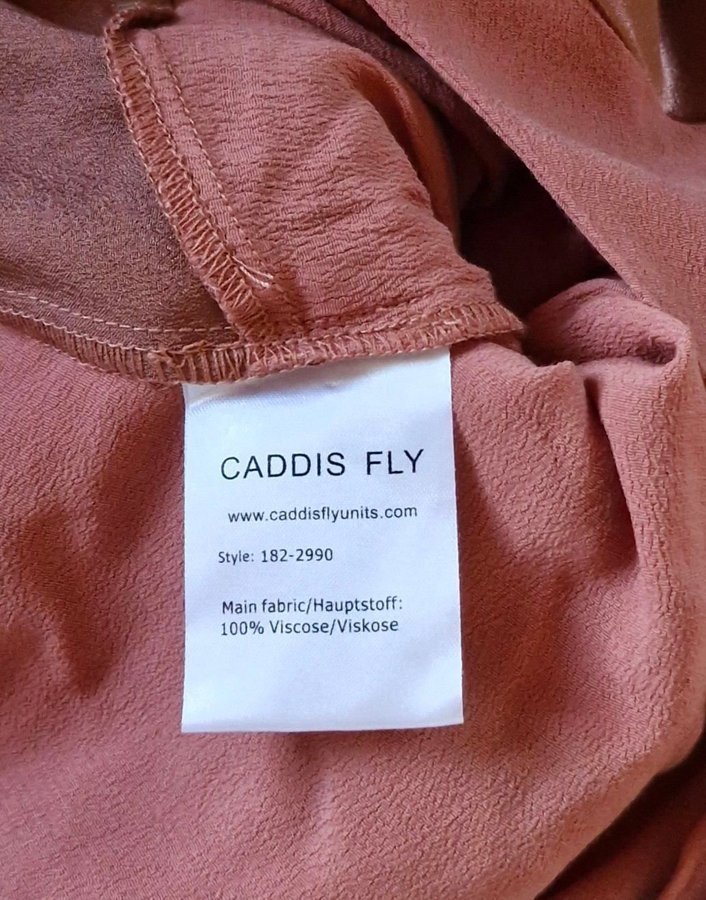 CADDIS FLY
www.caddisflyunits.com
Style: 182-2990
Main fabric/Hauptstoff:
100% Viscose/Viskose